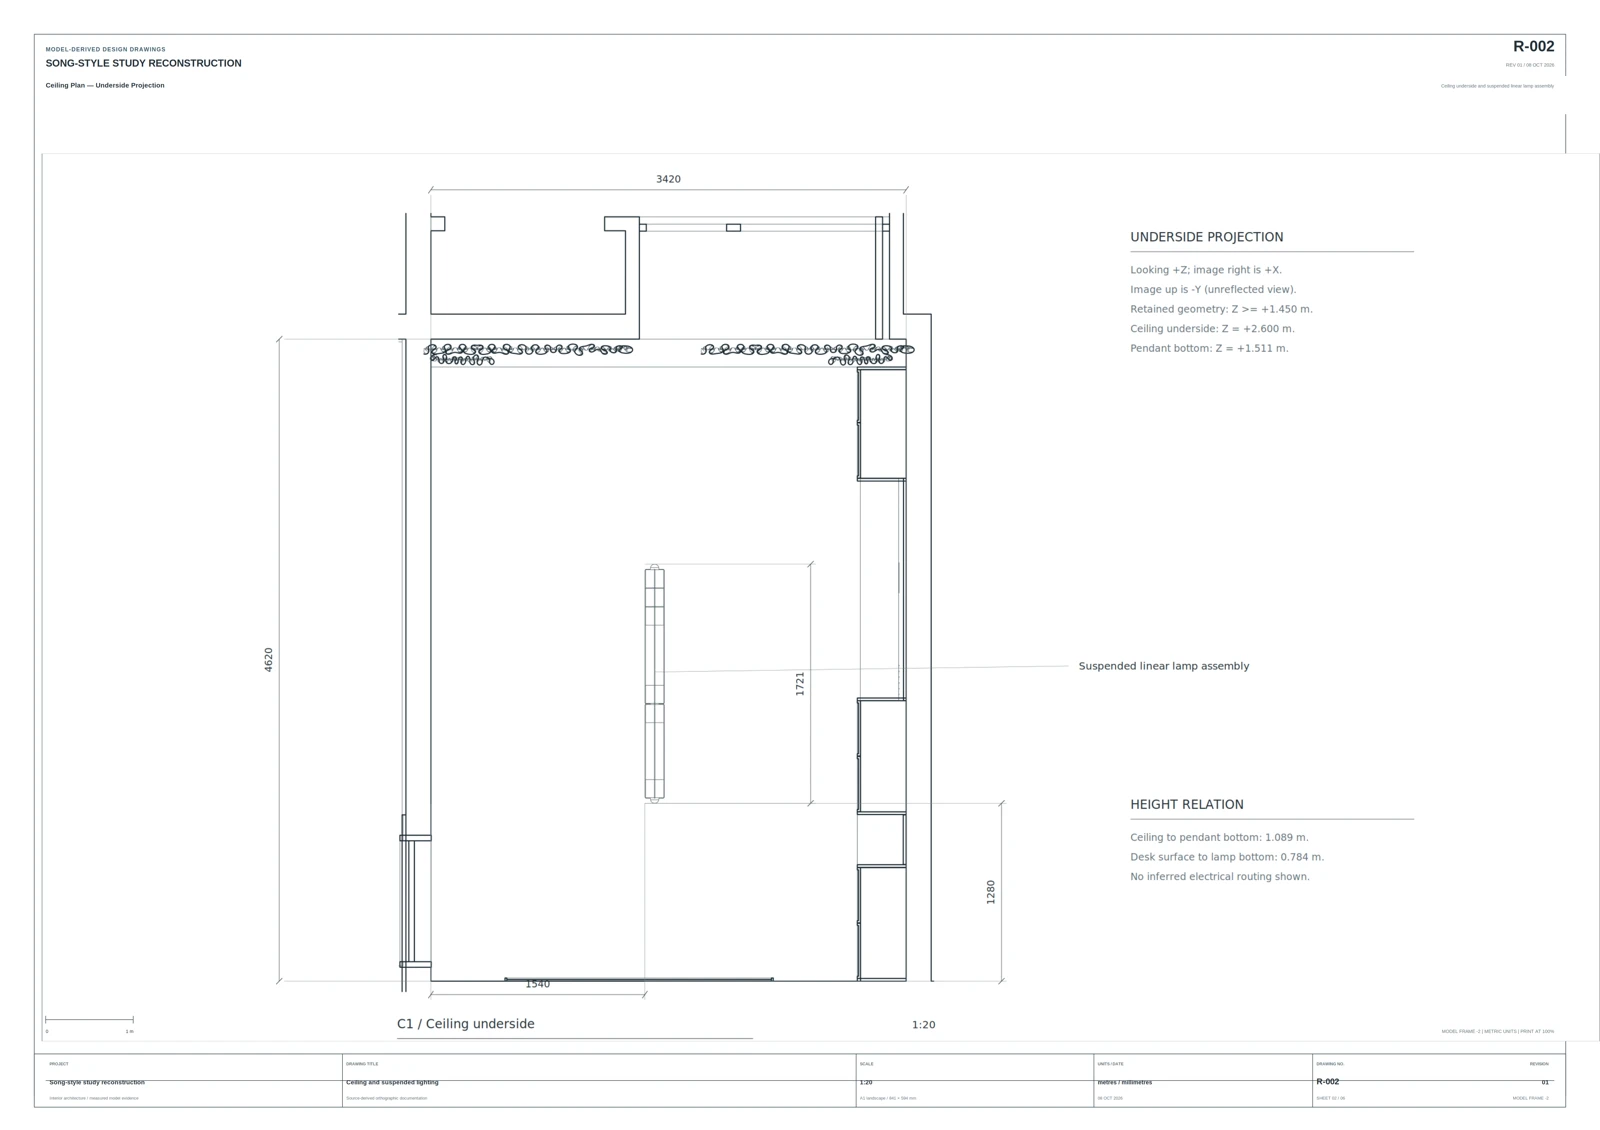 MODEL-DERIVED DESIGN DRAWINGS
SONG-STYLE STUDY RECONSTRUCTION
Ceiling Plan — Underside Projection
R-002
REV 01 / 08 OCT 2026
Ceiling underside and suspended linear lamp assembly
3420
UNDERSIDE PROJECTION
Looking +Z; image right is +X.
Image up is -Y (unreflected view).
Retained geometry: Z >= +1.450 m.
Ceiling underside: Z = +2.600 m.
Pendant bottom: Z = +1.511 m.
4620
1721
Suspended linear lamp assembly
HEIGHT RELATION
Ceiling to pendant bottom: 1.089 m.
Desk surface to lamp bottom: 0.784 m.
No inferred electrical routing shown.
1280
1540
C1 / Ceiling underside
1:20
0
1 m
MODEL FRAME -Z | METRIC UNITS | PRINT AT 100%
PROJECT
Song-style study reconstruction
Interior architecture / measured model evidence
DRAWING TITLE
Ceiling and suspended lighting
Source-derived orthographic documentation
SCALE
1:20
A1 landscape / 841 × 594 mm
UNITS / DATE
metres / millimetres
08 OCT 2026
DRAWING NO.
R-002
SHEET 02 / 06
REVISION
01